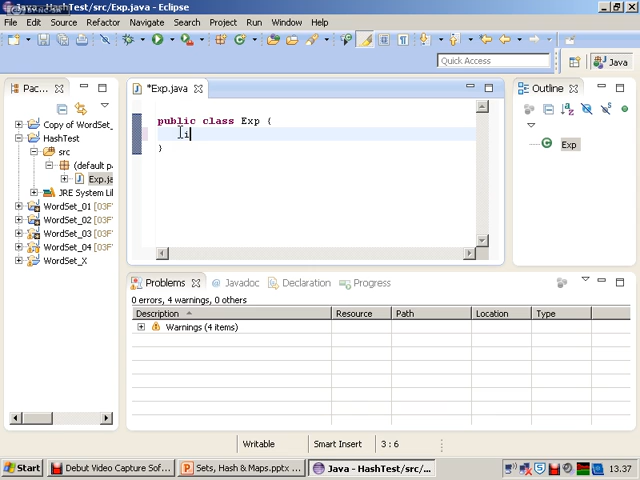 Java - HashTest/src/Exp.java - Eclipse
File Edit Source Refactor Navigate Search Project Run Window Help
Quick Access
Java
Pac...
*Exp.java
Outline
public class Exp {
i
}
Copy of WordSet_
HashTest
src
(default pa
Exp.ja
JRE System Lib
WordSet_01 [03F
WordSet_02 [03F
WordSet_03 [03F
WordSet_04 [03F
WordSet_X
Exp
Problems
Javadoc
Declaration
Progress
0 errors, 4 warnings, 0 others
Description Resource Path Location Type
Warnings (4 items)
Writable Smart Insert 3 : 6
Start Debut Video Capture Sof... Sets, Hash & Maps.pptx ... Java - HashTest/src/... 13.37